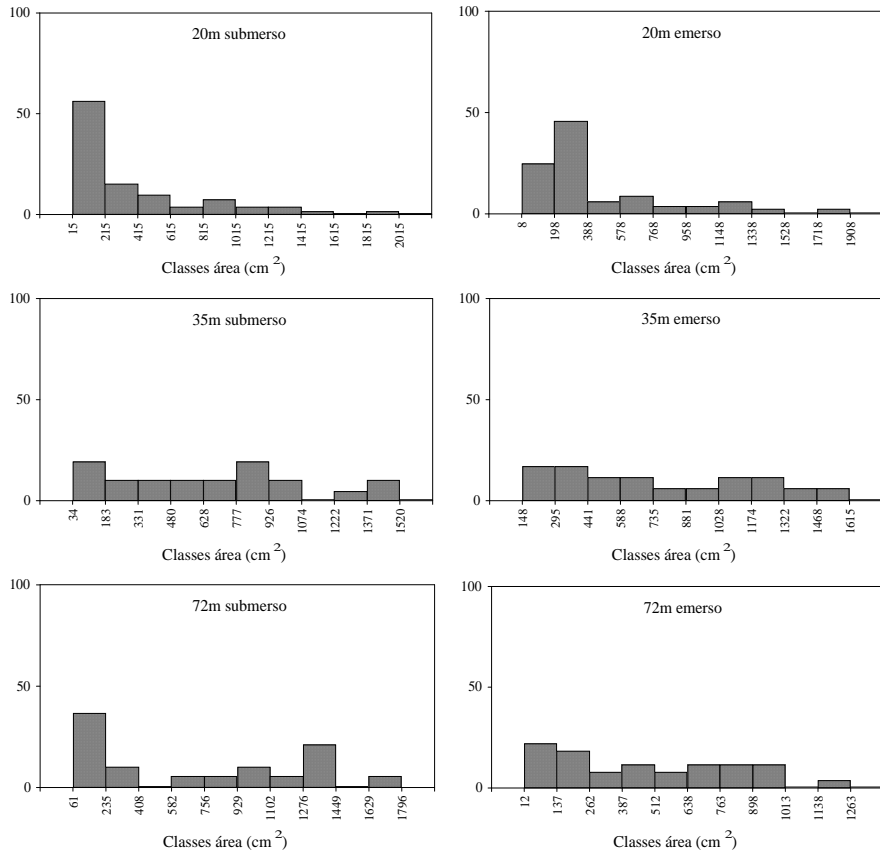 20m submerso
100
50
0
15 215 415 615 815 1015 1215 1415 1615 1815 2015
Classes área (cm 2)
20m emerso
100
50
0
8 198 388 578 768 958 1148 1338 1528 1718 1908
Classes área (cm 2)
35m submerso
100
50
0
34 183 331 480 628 777 926 1074 1222 1371 1520
Classes área (cm 2)
35m emerso
100
50
0
148 295 441 588 735 881 1028 1174 1322 1468 1615
Classes área (cm 2)
72m submerso
100
50
0
61 235 408 582 756 929 1102 1276 1449 1629 1796
Classes área (cm 2)
72m emerso
100
50
0
12 137 262 387 512 638 763 898 1013 1138 1263
Classes área (cm 2)